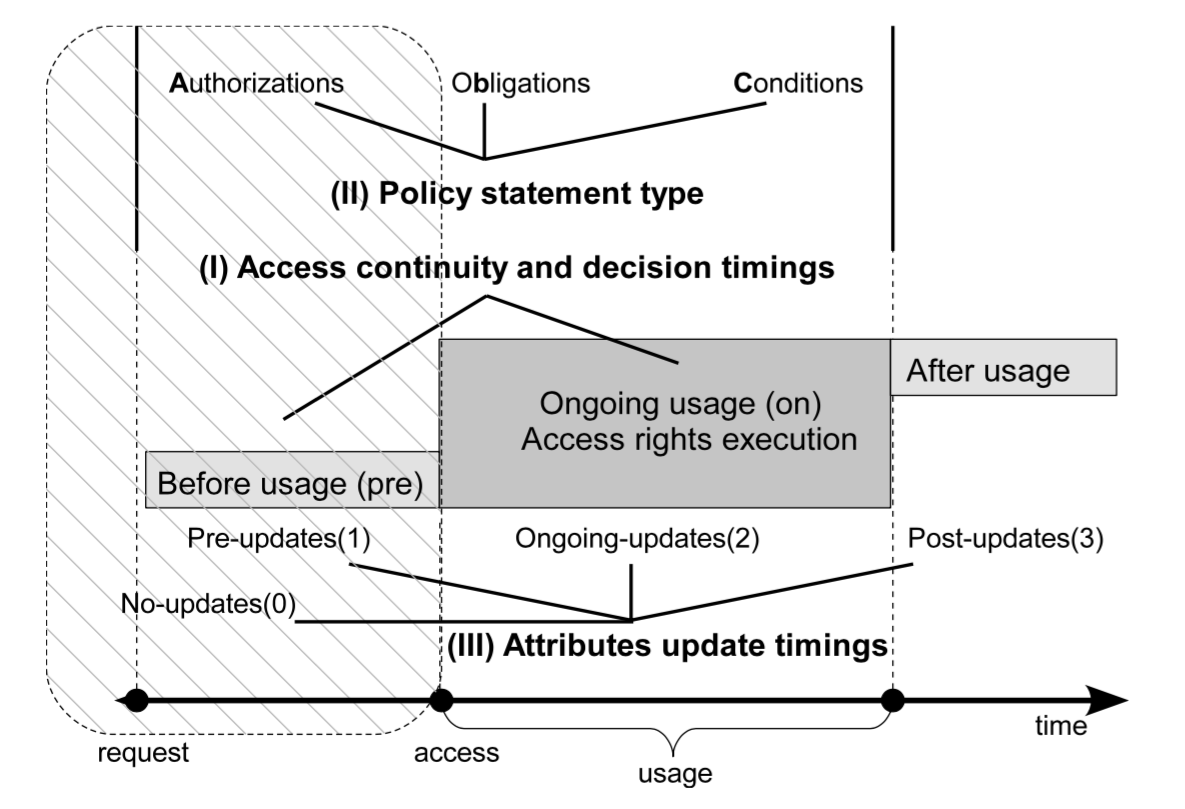 Authorizations
Obligations
Conditions
(II) Policy statement type
(I) Access continuity and decision timings
After usage
Ongoing usage (on)
Access rights execution
Before usage (pre)
Pre-updates(1)
Ongoing-updates(2)
Post-updates(3)
No-updates(0)
(III) Attributes update timings
time
request
access
usage